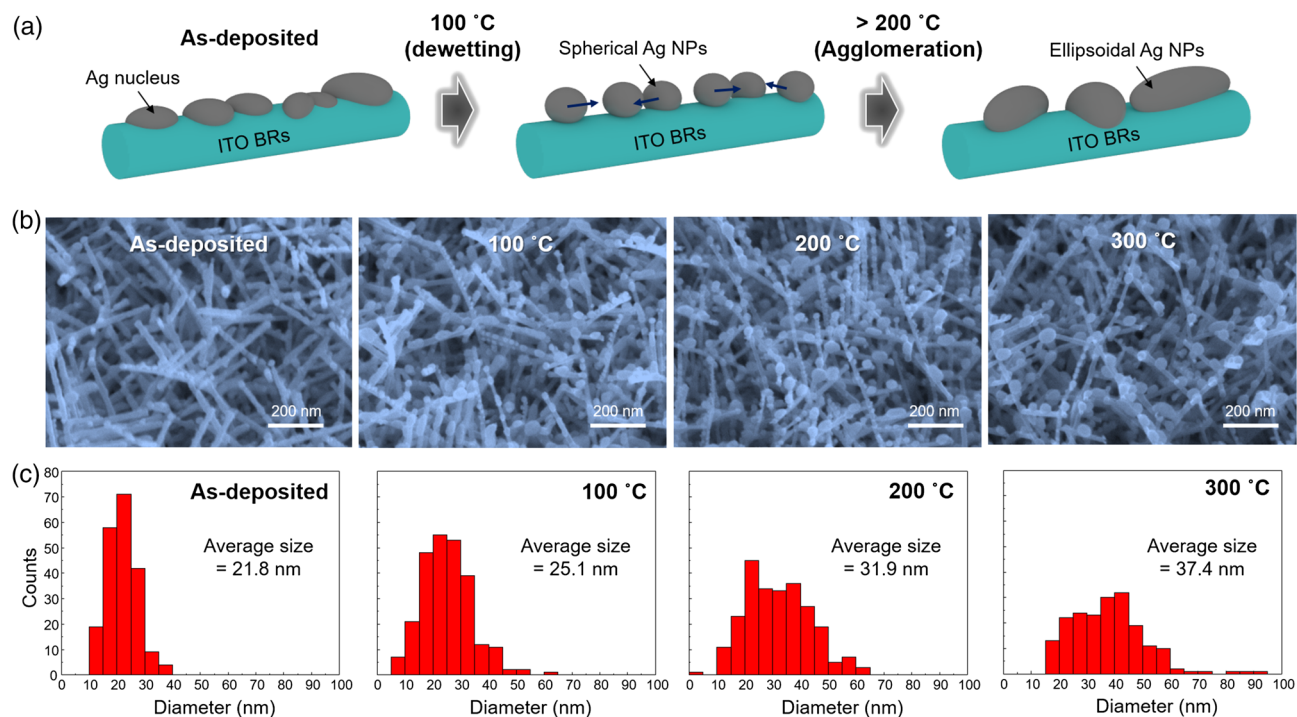 (a)
As-deposited
Ag nucleus
ITO BRs
100 ˚C
(dewetting)
Spherical Ag NPs
ITO BRs
> 200 ˚C
(Agglomeration)
Ellipsoidal Ag NPs
ITO BRs
(b)
As-deposited
200 nm
100 ˚C
200 nm
200 ˚C
200 nm
300 ˚C
200 nm
(c)
Counts
80
70
60
50
40
30
20
10
0
As-deposited
Average size
= 21.8 nm
0 10 20 30 40 50 60 70 80 90 100
Diameter (nm)
100 ˚C
Average size
= 25.1 nm
0 10 20 30 40 50 60 70 80 90 100
Diameter (nm)
200 ˚C
Average size
= 31.9 nm
0 10 20 30 40 50 60 70 80 90 100
Diameter (nm)
300 ˚C
Average size
= 37.4 nm
0 10 20 30 40 50 60 70 80 90 100
Diameter (nm)